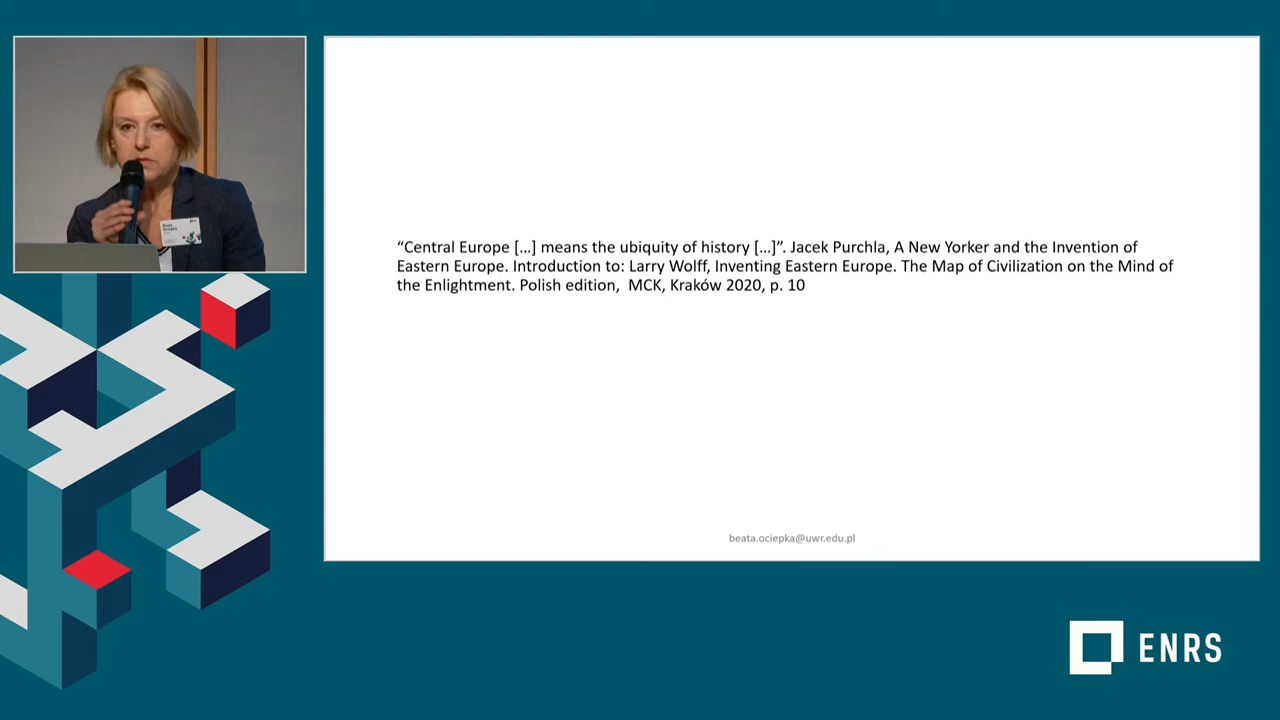 Beata
Ociepka
“Central Europe […] means the ubiquity of history […]”. Jacek Purchla, A New Yorker and the Invention of
Eastern Europe. Introduction to: Larry Wolff, Inventing Eastern Europe. The Map of Civilization on the Mind of
the Enlightment. Polish edition,  MCK, Kraków 2020, p. 10
beata.ociepka@uwr.edu.pl
ENRS